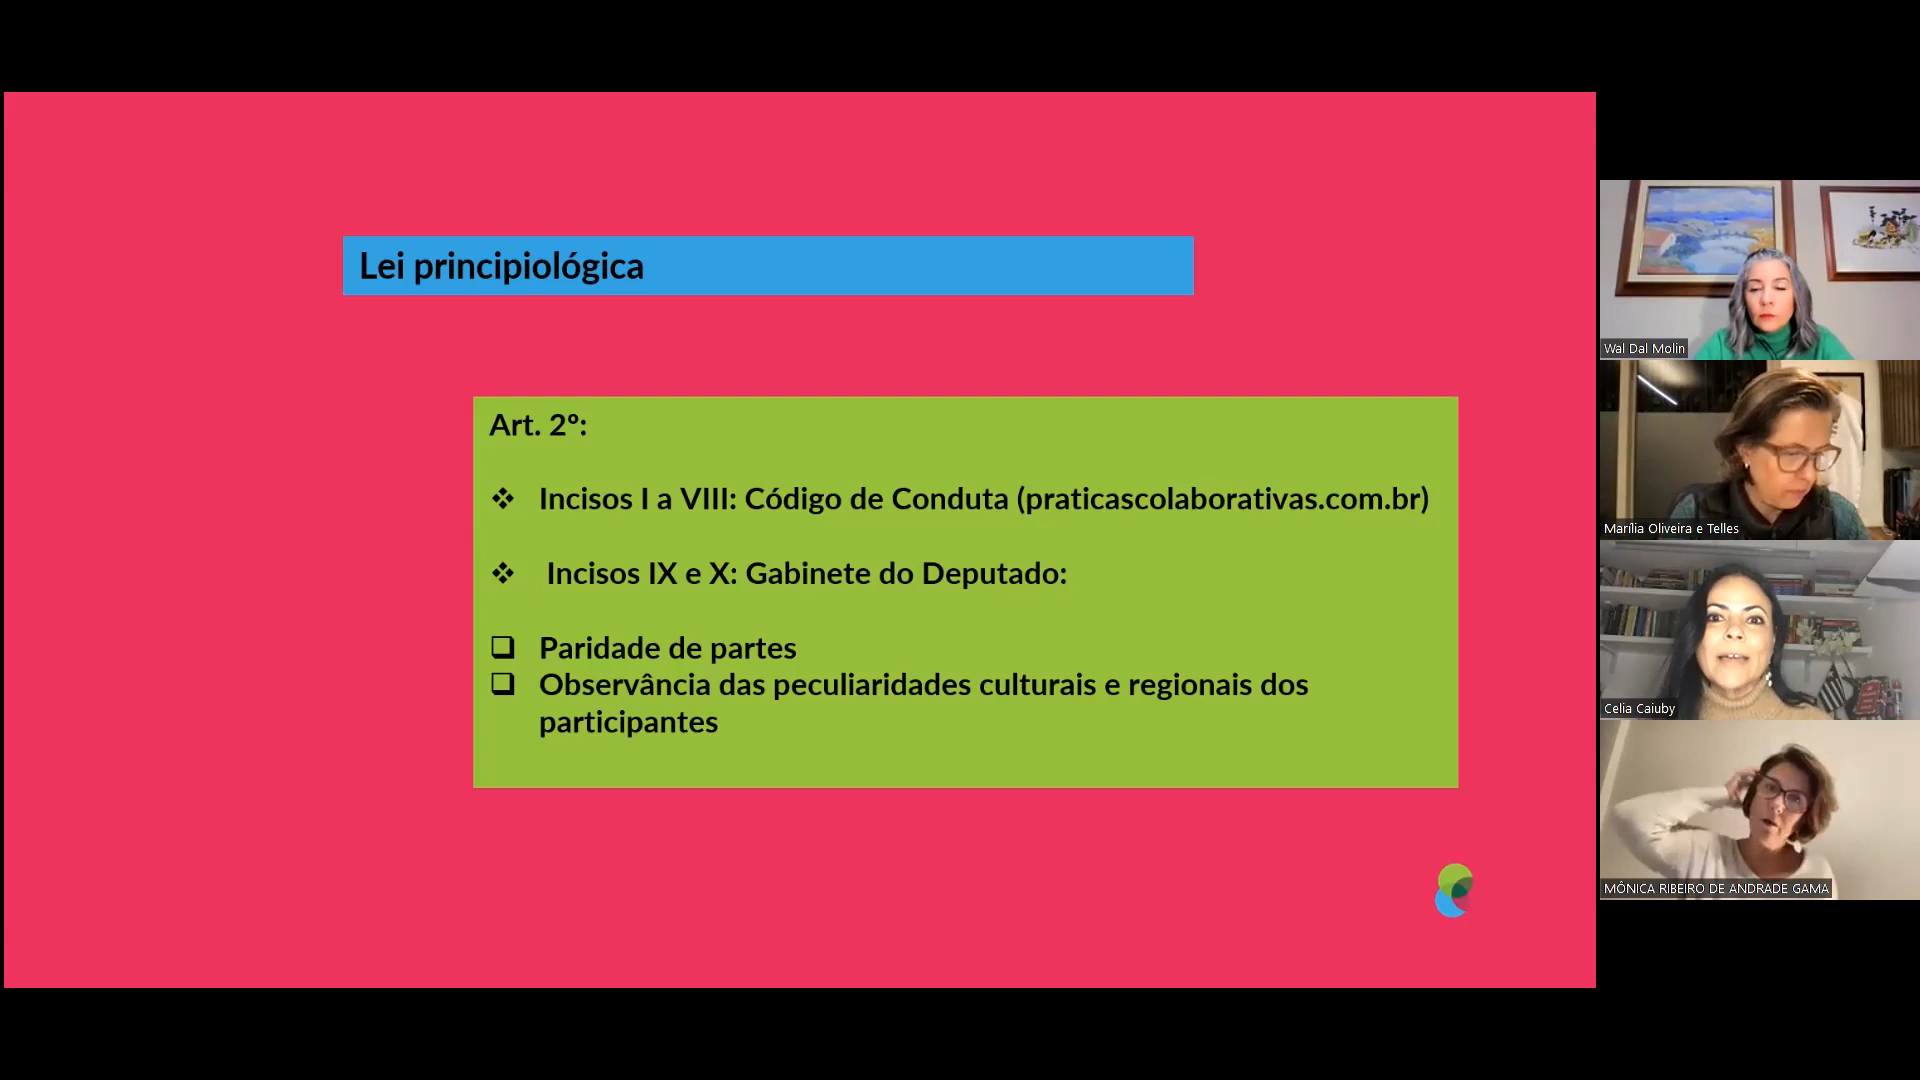 Lei principiológica
Art. 2º:
❖ Incisos I a VIII: Código de Conduta (praticascolaborativas.com.br)
❖ Incisos IX e X: Gabinete do Deputado:
❑ Paridade de partes
❑ Observância das peculiaridades culturais e regionais dos
participantes
Wal Dal Molin
Marília Oliveira e Telles
Celia Caiuby
MÔNICA RIBEIRO DE ANDRADE GAMA